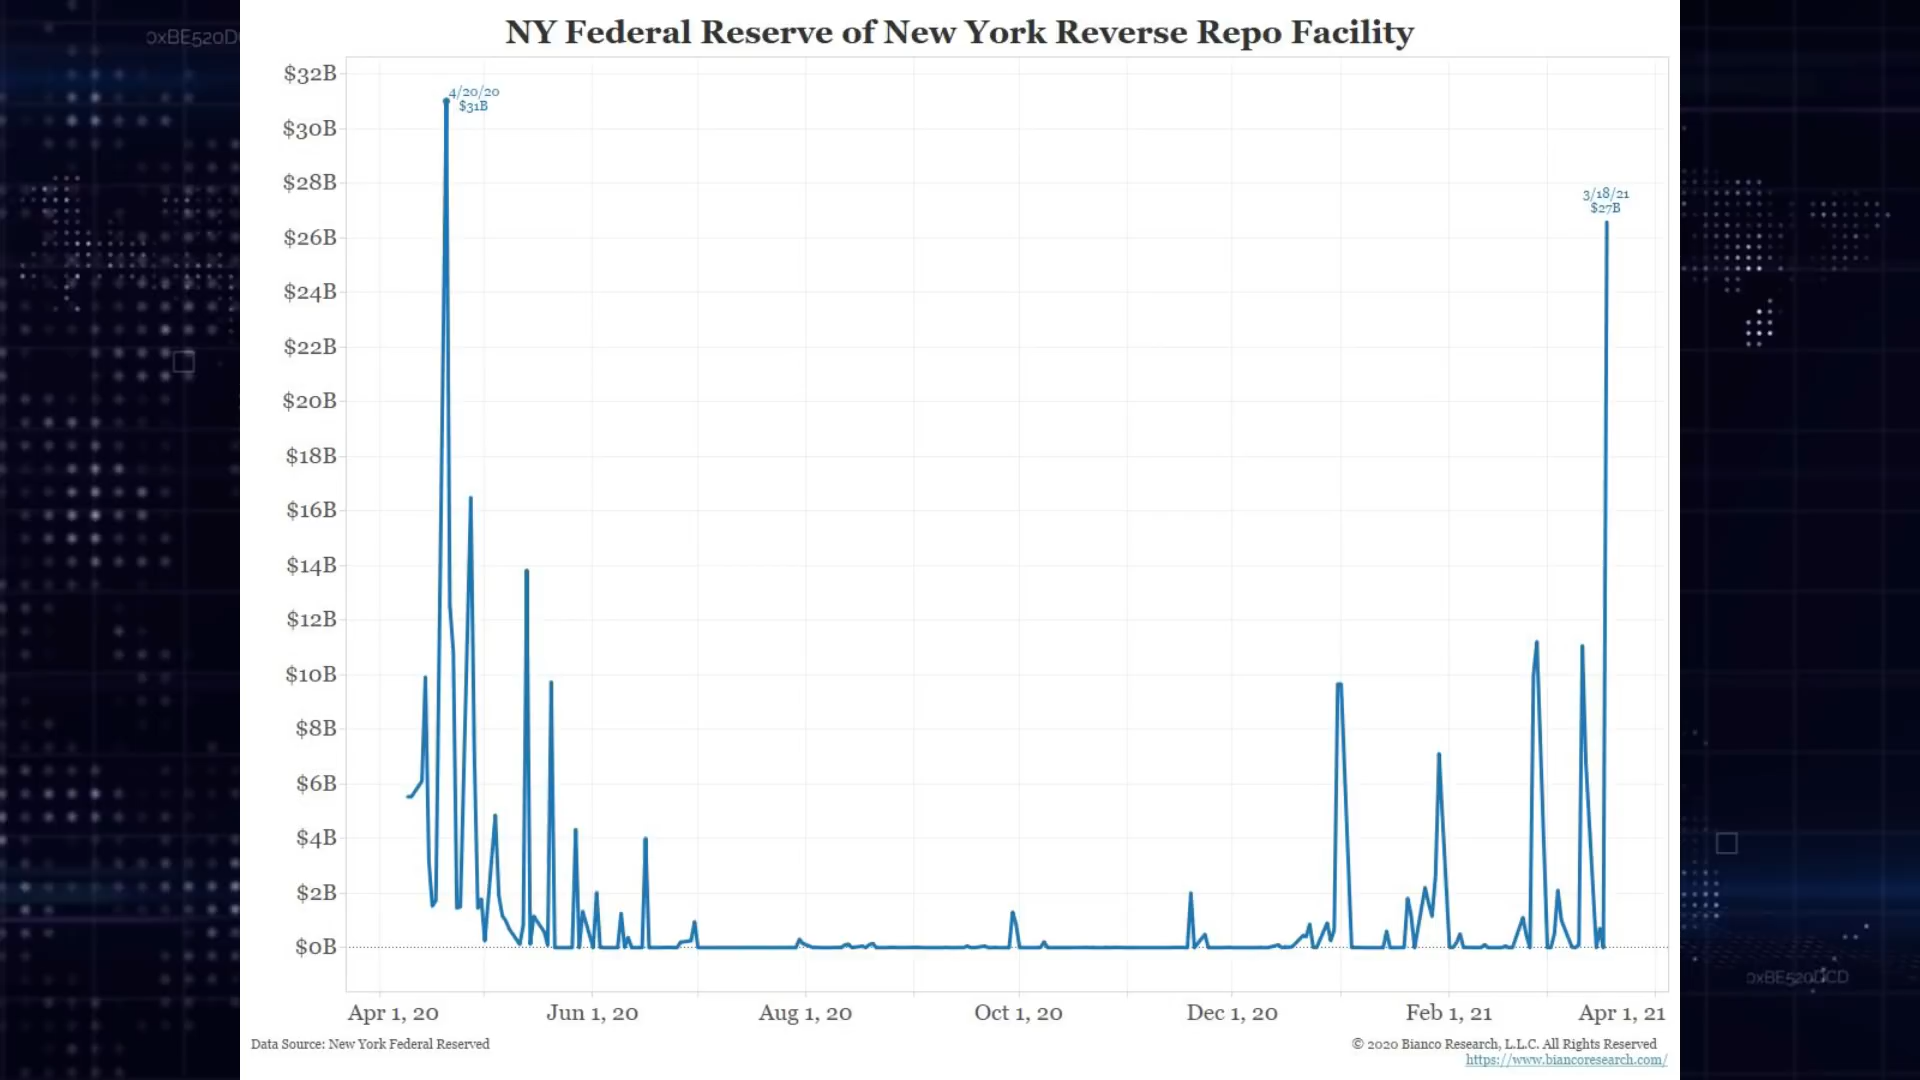 0xBE520D
NY Federal Reserve of New York Reverse Repo Facility
$32B
4/20/20
$31B
$30B
$28B
3/18/21
$27B
$26B
$24B
$22B
$20B
$18B
$16B
$14B
$12B
$10B
$8B
$6B
$4B
$2B
$0B
0xBE520DCD
Apr 1, 20 Jun 1, 20 Aug 1, 20 Oct 1, 20 Dec 1, 20 Feb 1, 21 Apr 1, 21
Data Source: New York Federal Reserved © 2020 Bianco Research, L.L.C. All Rights Reserved
https://www.biancoresearch.com/